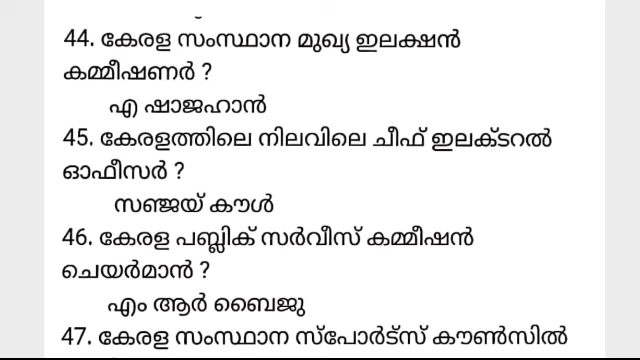 44. കേരള സംസ്ഥാന മുഖ്യ ഇലക്ഷൻ
കമ്മീഷണർ ?
എ ഷാജഹാൻ
45. കേരളത്തിലെ നിലവിലെ ചീഫ് ഇലക്ടറൽ
ഓഫീസർ ?
സഞ്ജയ് കൗൾ
46. കേരള പബ്ലിക് സർവീസ് കമ്മീഷൻ
ചെയർമാൻ ?
എം ആർ ബൈജു
47. കേരള സംസ്ഥാന സ്പോർട്സ് കൗൺസിൽ